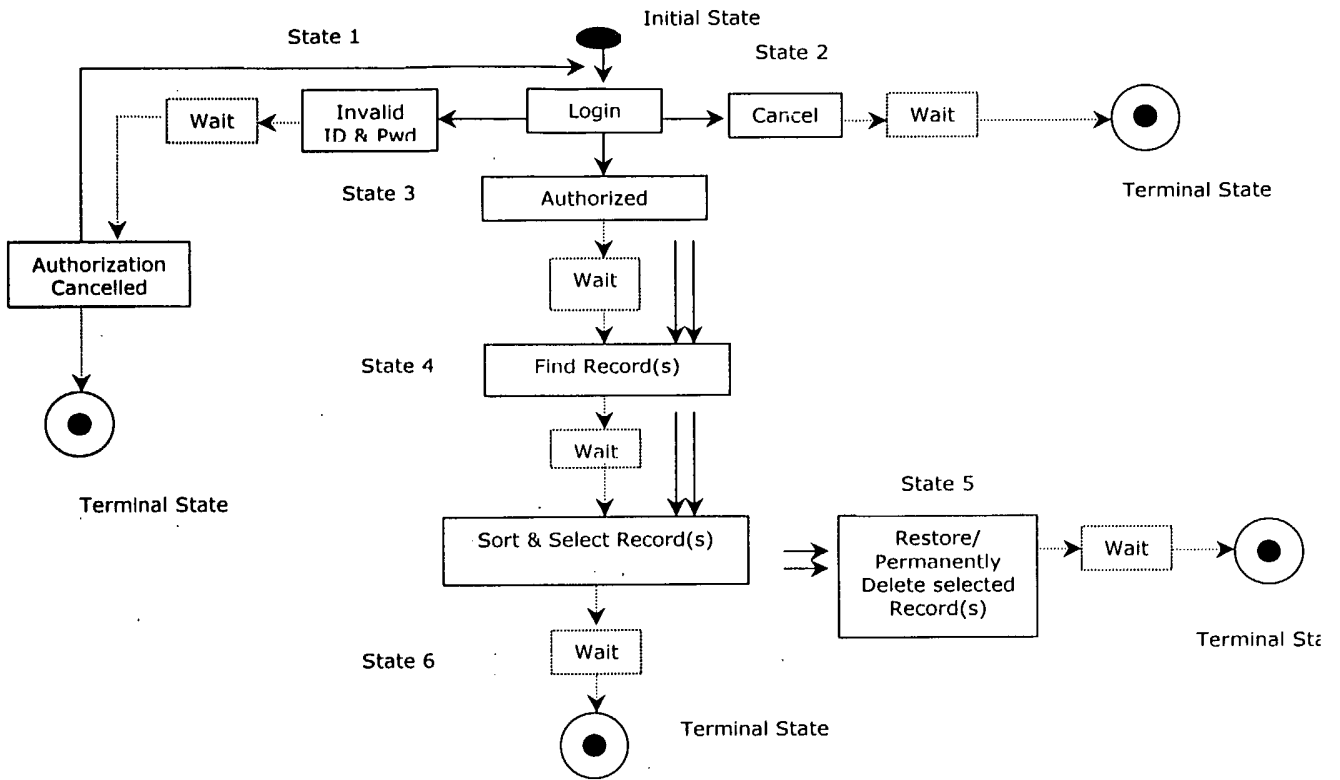 Initial State
State 1
State 2
Wait
Invalid
ID & Pwd
Login
Cancel
Wait
State 3
Authorized
Terminal State
Authorization
Cancelled
Wait
State 4
Find Record(s)
Wait
Terminal State
State 5
Sort & Select Record(s)
Restore/
Permanently
Delete selected
Record(s)
Wait
Terminal Sta
State 6
Wait
Terminal State